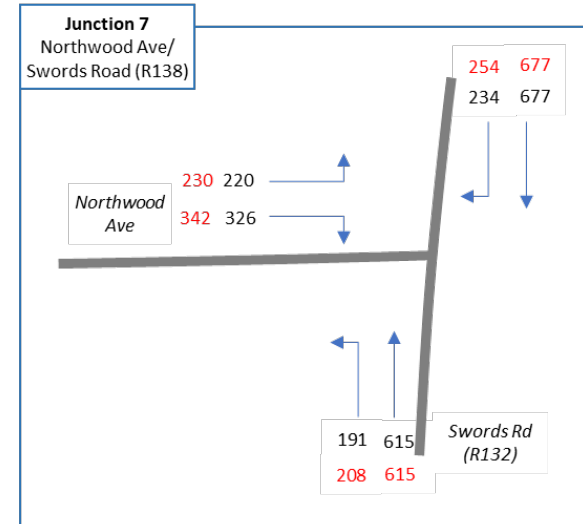 Junction 7
Northwood Ave/
Swords Road (R138)
254 677
234 677
230 220
Northwood
Ave
342 326
191 615
208 615
Swords Rd
(R132)